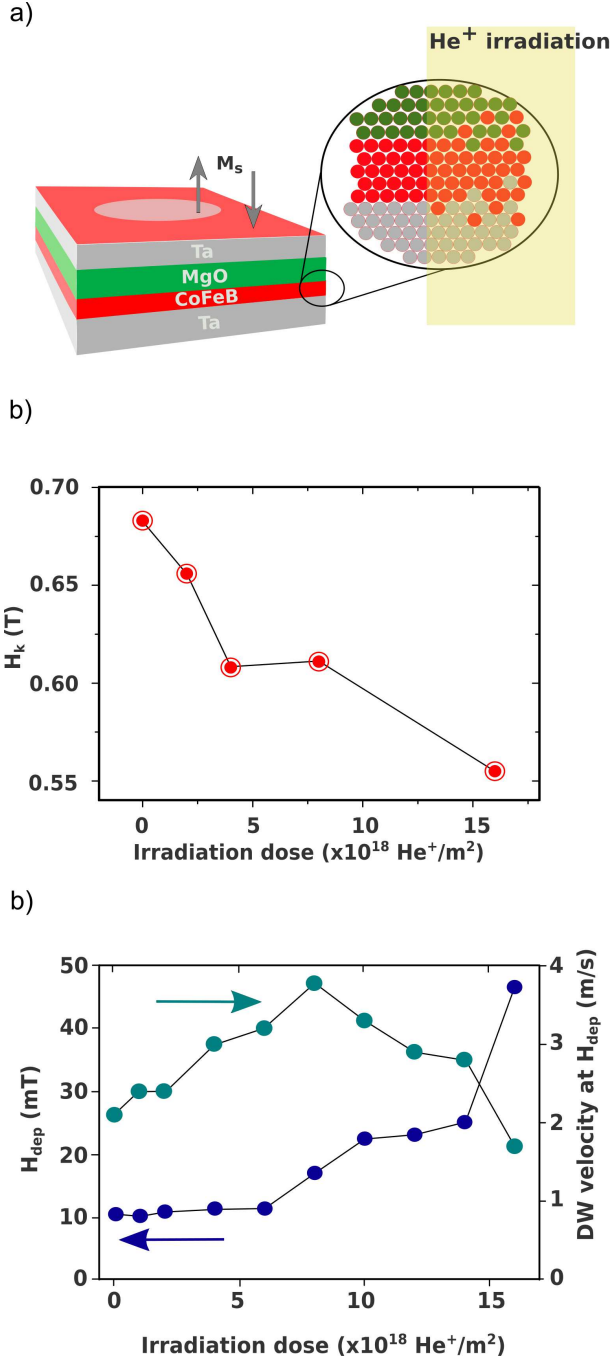 a)
He⁺ irradiation
Mₛ
Ta
MgO
CoFeB
Ta
b)
0.70
0.65
0.60
0.55
Hₖ (T)
0 5 10 15
Irradiation dose (x10¹⁸ He⁺/m²)
b)
50 4
40
3
30
2
20
1
10
0 0
H_dep (mT)
DW velocity at H_dep (m/s)
0 5 10 15
Irradiation dose (x10¹⁸ He⁺/m²)